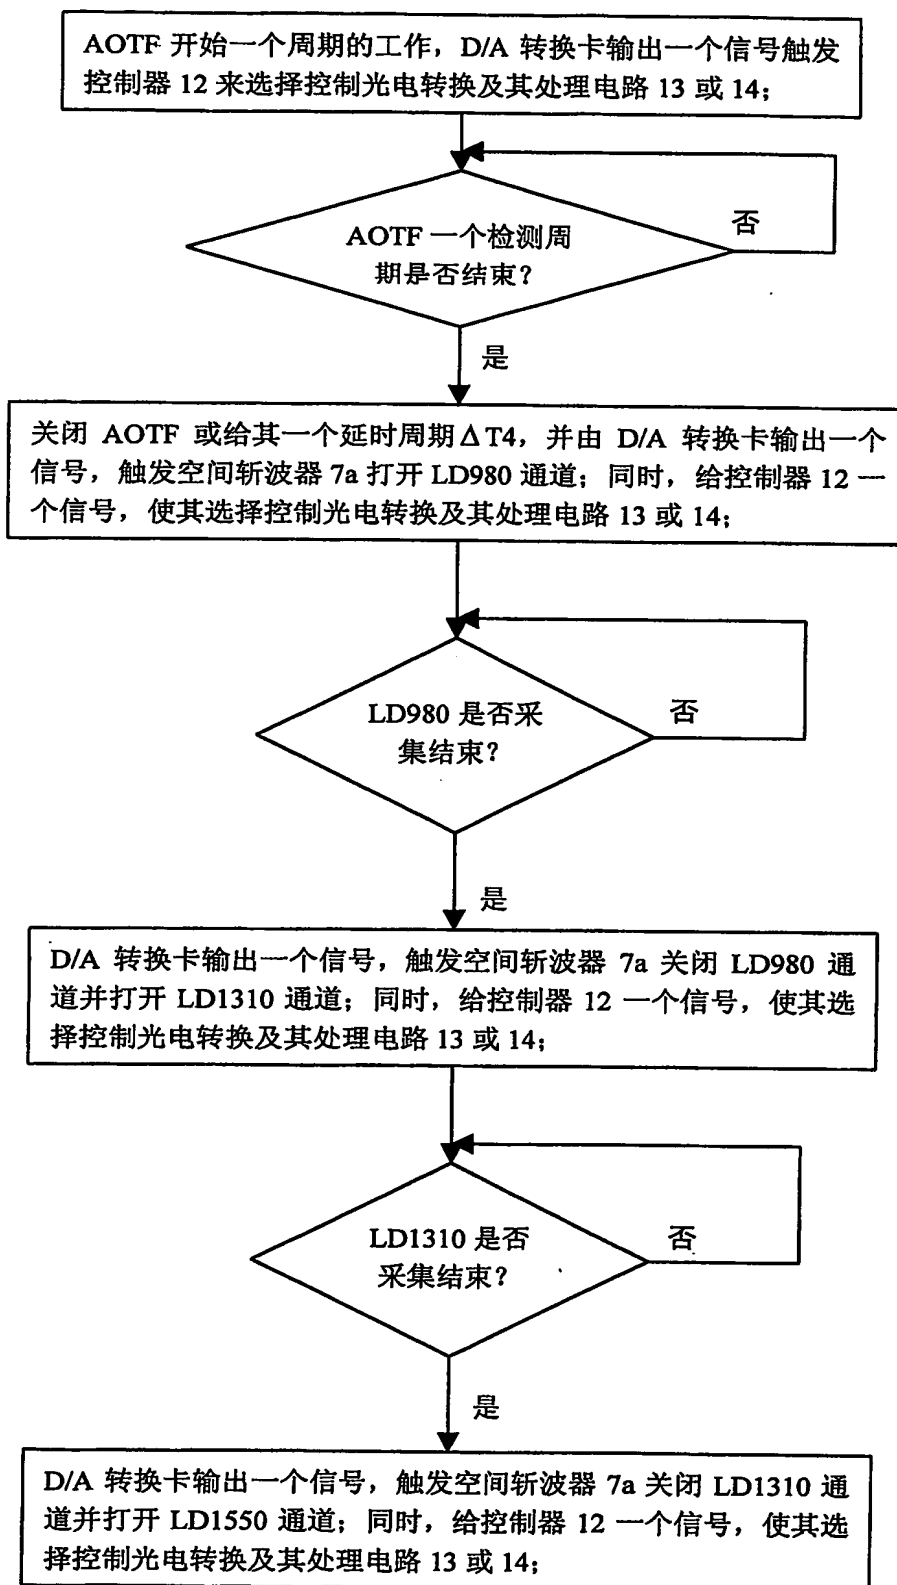 AOTF 开始一个周期的工作，D/A 转换卡输出一个信号触发
控制器 12 来选择控制光电转换及其处理电路 13 或 14；
AOTF 一个检测周
期是否结束？
否
是
关闭 AOTF 或给其一个延时周期ΔT4，并由 D/A 转换卡输出一个
信号，触发空间斩波器 7a 打开 LD980 通道；同时，给控制器 12 一
个信号，使其选择控制光电转换及其处理电路 13 或 14；
LD980 是否采
集结束？
否
是
D/A 转换卡输出一个信号，触发空间斩波器 7a 关闭 LD980 通
道并打开 LD1310 通道；同时，给控制器 12 一个信号，使其选
择控制光电转换及其处理电路 13 或 14；
LD1310 是否
采集结束？
否
是
D/A 转换卡输出一个信号，触发空间斩波器 7a 关闭 LD1310 通
道并打开 LD1550 通道；同时，给控制器 12 一个信号，使其选
择控制光电转换及其处理电路 13 或 14；